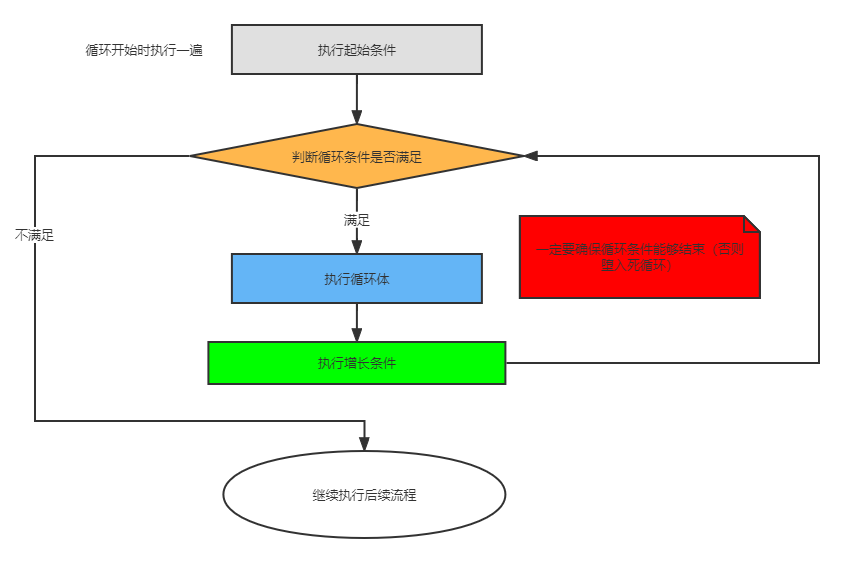 循环开始时执行一遍
执行起始条件
判断循环条件是否满足
满足
不满足
一定要确保循环条件能够结束（否则
堕入死循环）
执行循环体
执行增长条件
继续执行后续流程